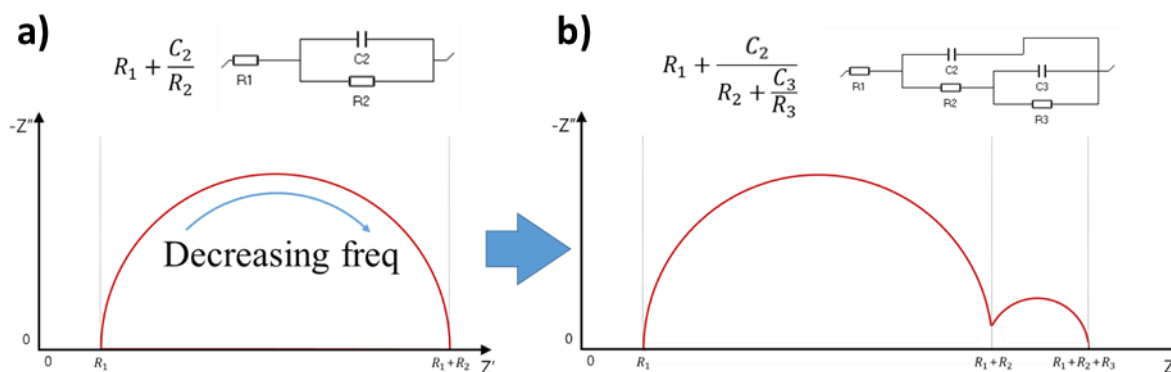 a)
R₁ + C₂/R₂
C2
R1
R2
-Z''
Decreasing freq
0
0
R₁
R₁+R₂
Z'
b)
R₁ + C₂/(R₂ + C₃/R₃)
C2
C3
R1
R2
R3
-Z''
0
0
R₁
R₁+R₂
R₁+R₂+R₃
Z